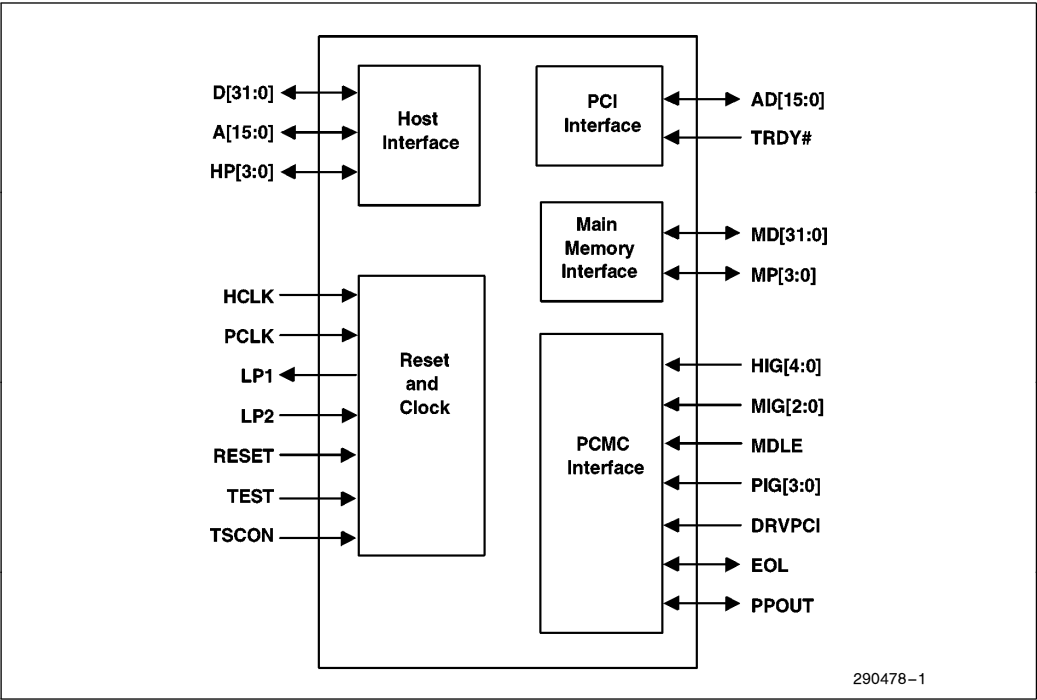 D[31:0]
A[15:0]
HP[3:0]
Host
Interface
PCI
Interface
AD[15:0]
TRDY#
Main
Memory
Interface
MD[31:0]
MP[3:0]
HCLK
PCLK
LP1
LP2
RESET
TEST
TSCON
Reset
and
Clock
PCMC
Interface
HIG[4:0]
MIG[2:0]
MDLE
PIG[3:0]
DRVPCI
EOL
PPOUT
290478–1